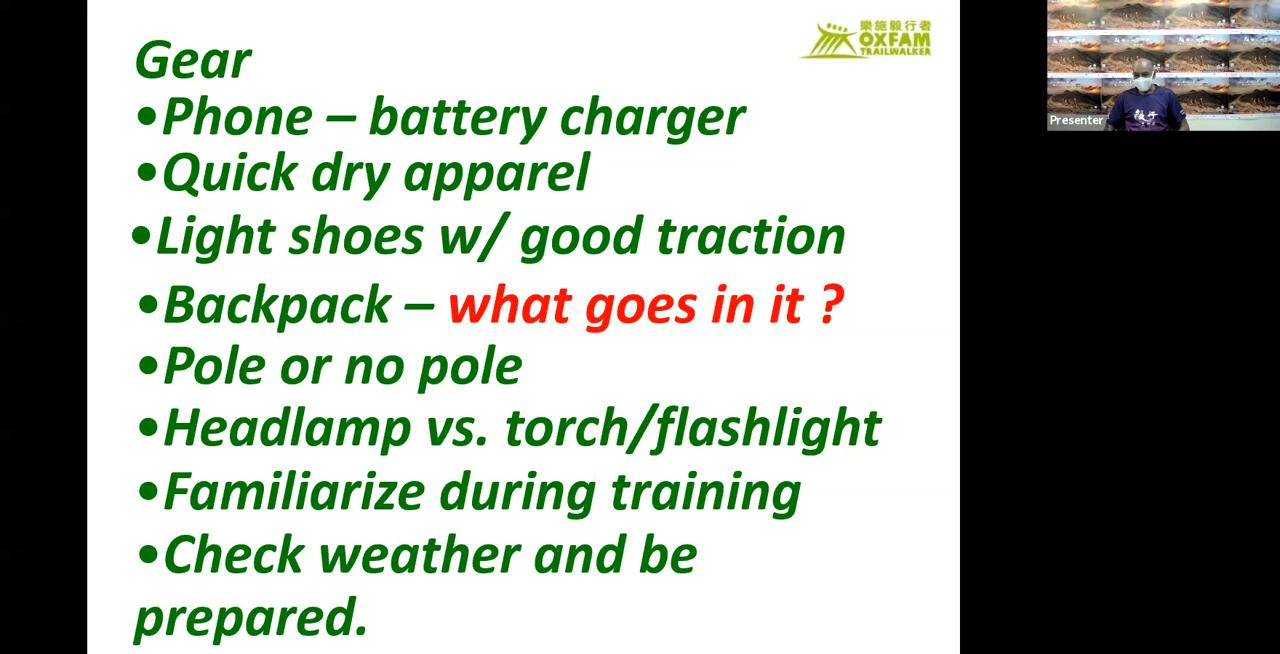 Gear
•Phone – battery charger
•Quick dry apparel
•Light shoes w/ good traction
•Backpack – what goes in it ?
•Pole or no pole
•Headlamp vs. torch/flashlight
•Familiarize during training
•Check weather and be
prepared.
樂施毅行者
OXFAM
TRAILWALKER
Presenter